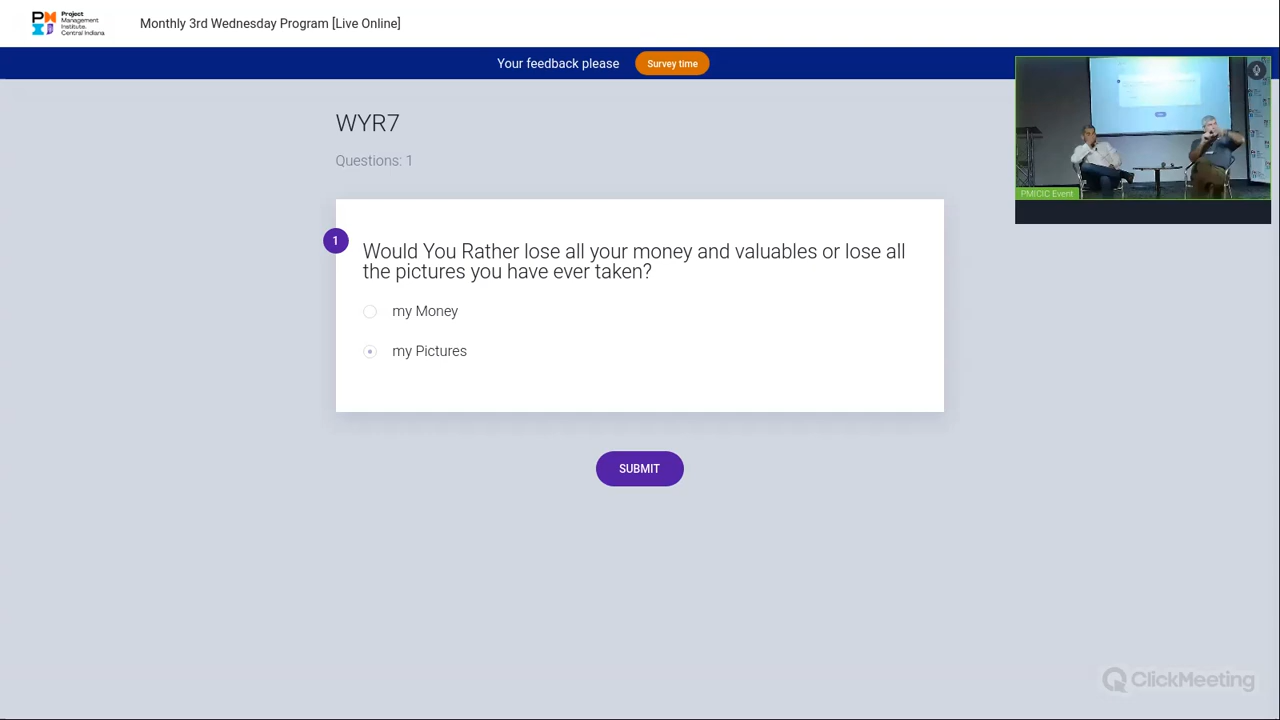 Project
Management
Institute.
Central Indiana
Monthly 3rd Wednesday Program [Live Online]
Your feedback please
Survey time
WYR7
Questions: 1
1
Would You Rather lose all your money and valuables or lose all
the pictures you have ever taken?
my Money
my Pictures
SUBMIT
PMICIC Event
ClickMeeting